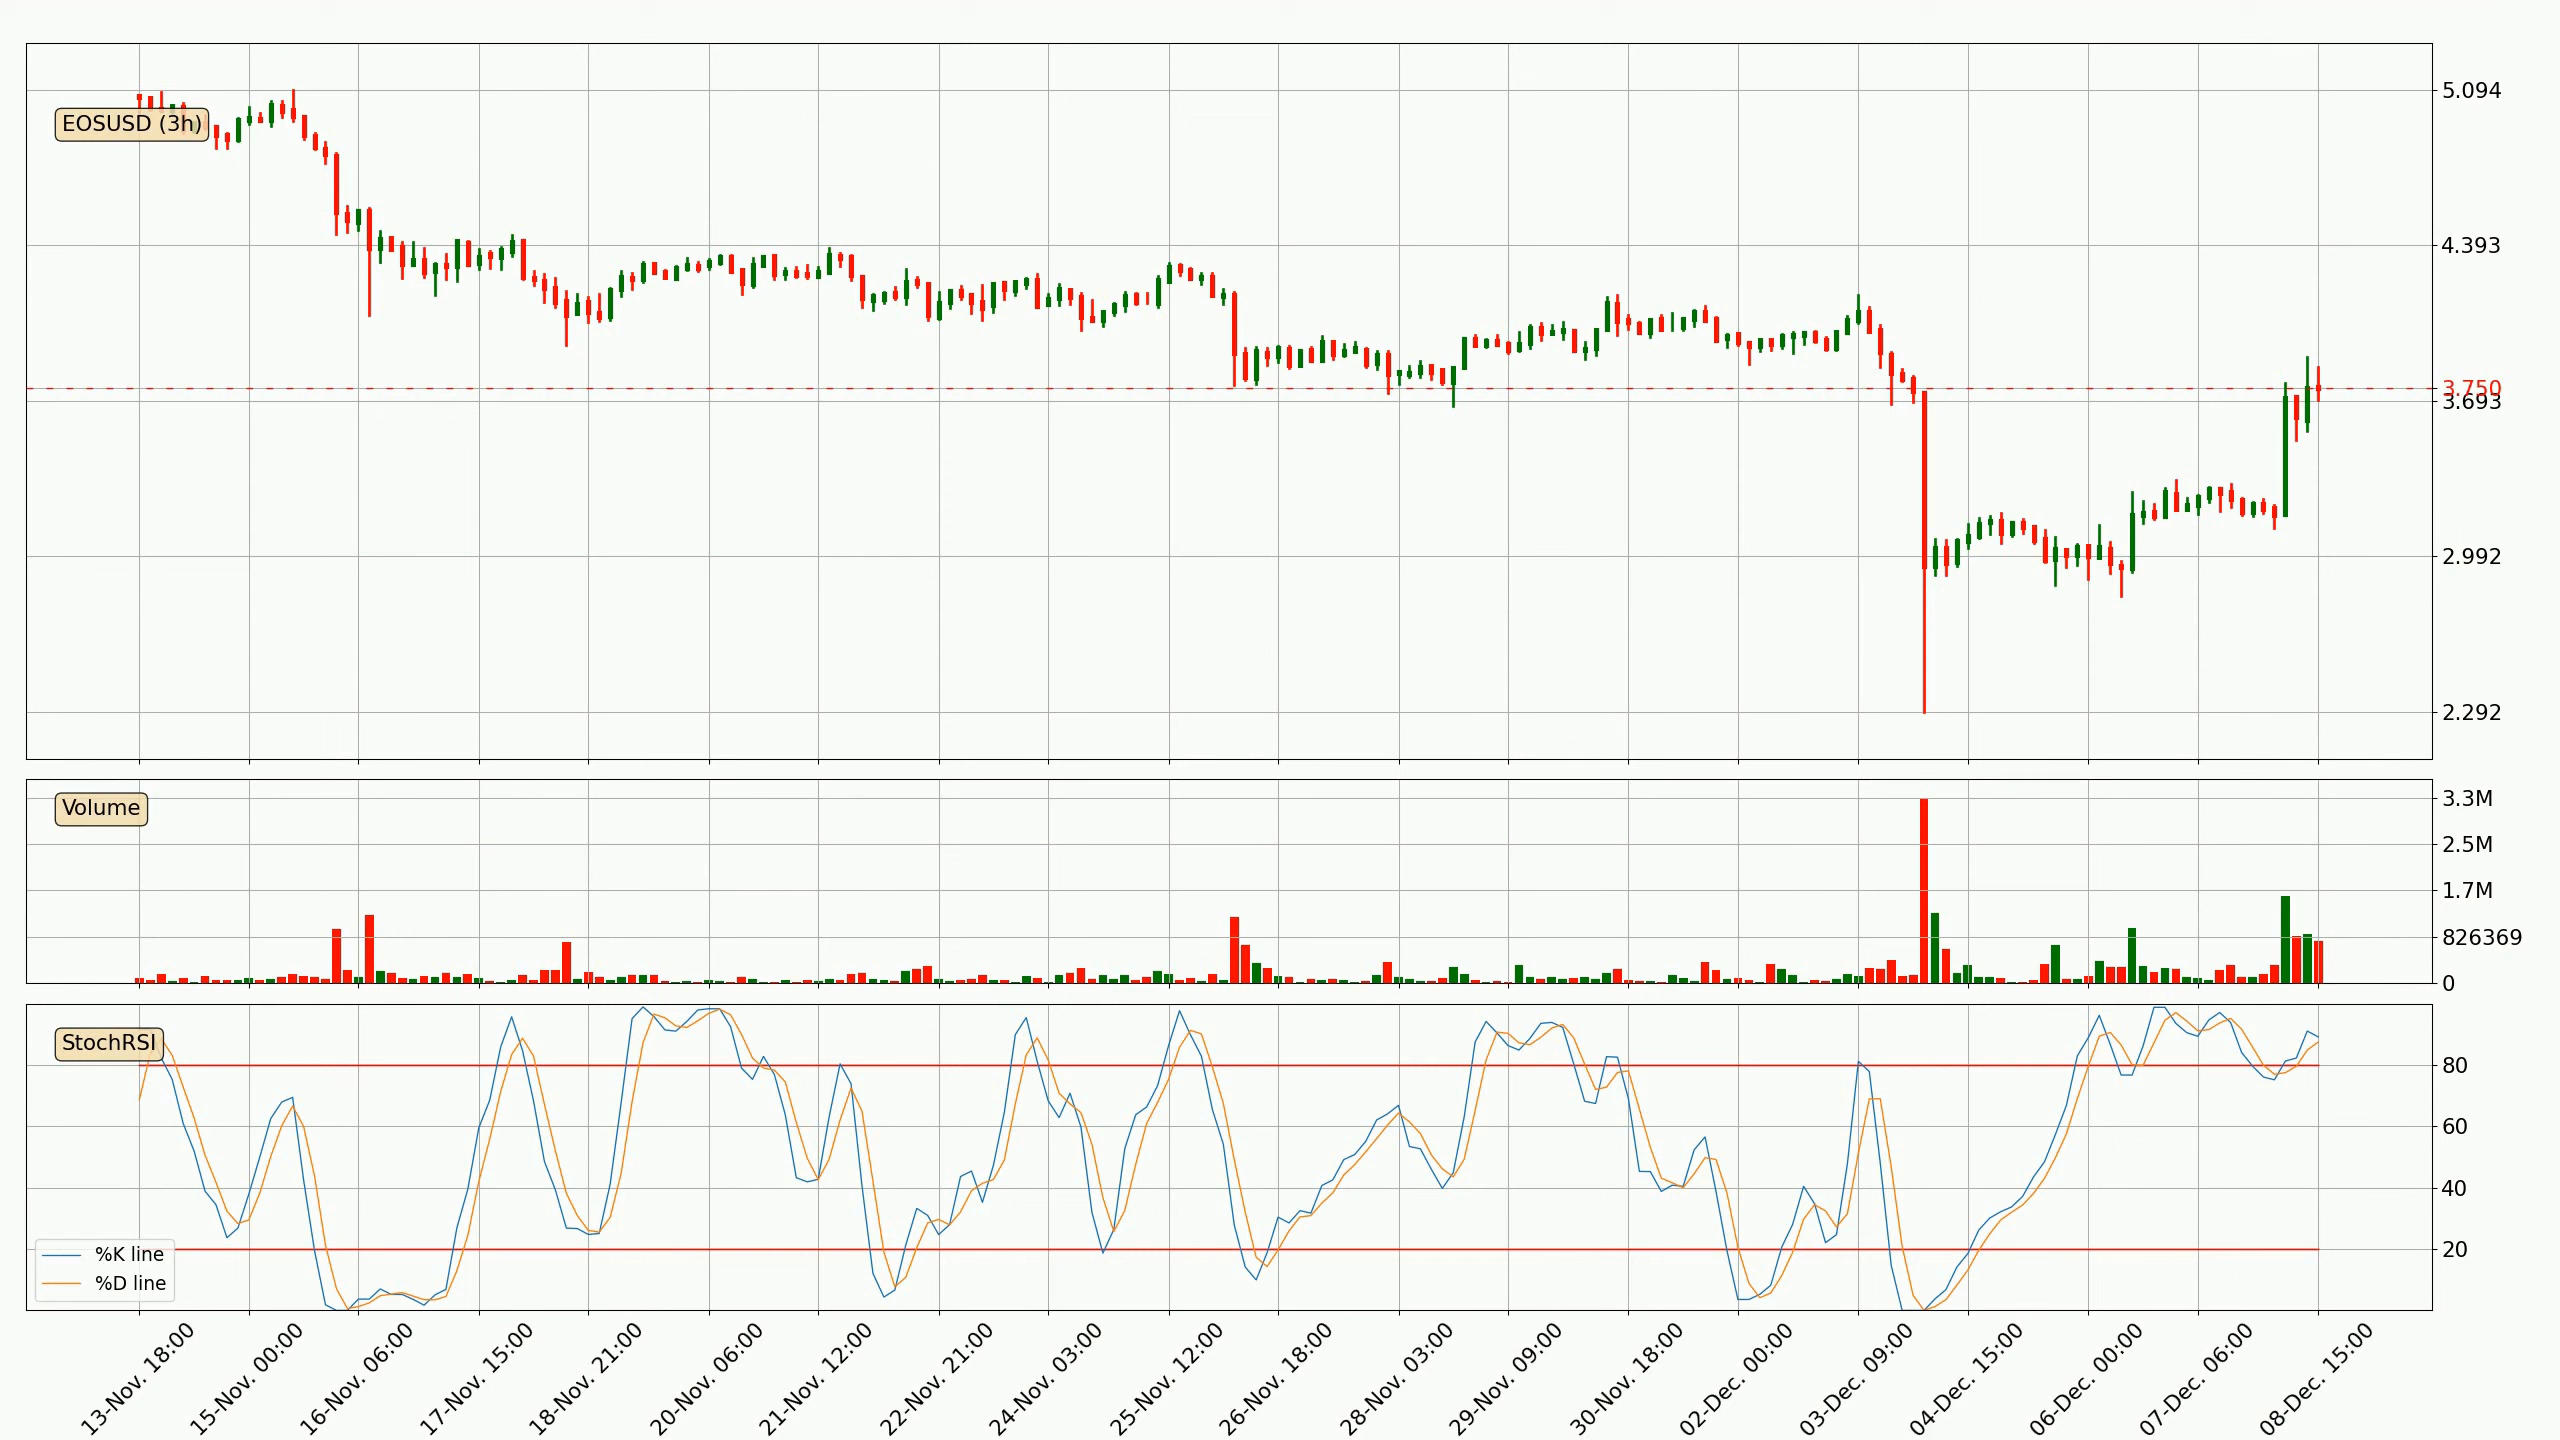 EOSUSD (3h)
5.094
4.393
3.750
3.693
2.992
2.292
Volume
3.3M
2.5M
1.7M
826369
0
StochRSI
80
60
40
20
%K line
%D line
13-Nov. 18:00
15-Nov. 00:00
16-Nov. 06:00
17-Nov. 15:00
18-Nov. 21:00
20-Nov. 06:00
21-Nov. 12:00
22-Nov. 21:00
24-Nov. 03:00
25-Nov. 12:00
26-Nov. 18:00
28-Nov. 03:00
29-Nov. 09:00
30-Nov. 18:00
02-Dec. 00:00
03-Dec. 09:00
04-Dec. 15:00
06-Dec. 00:00
07-Dec. 06:00
08-Dec. 15:00